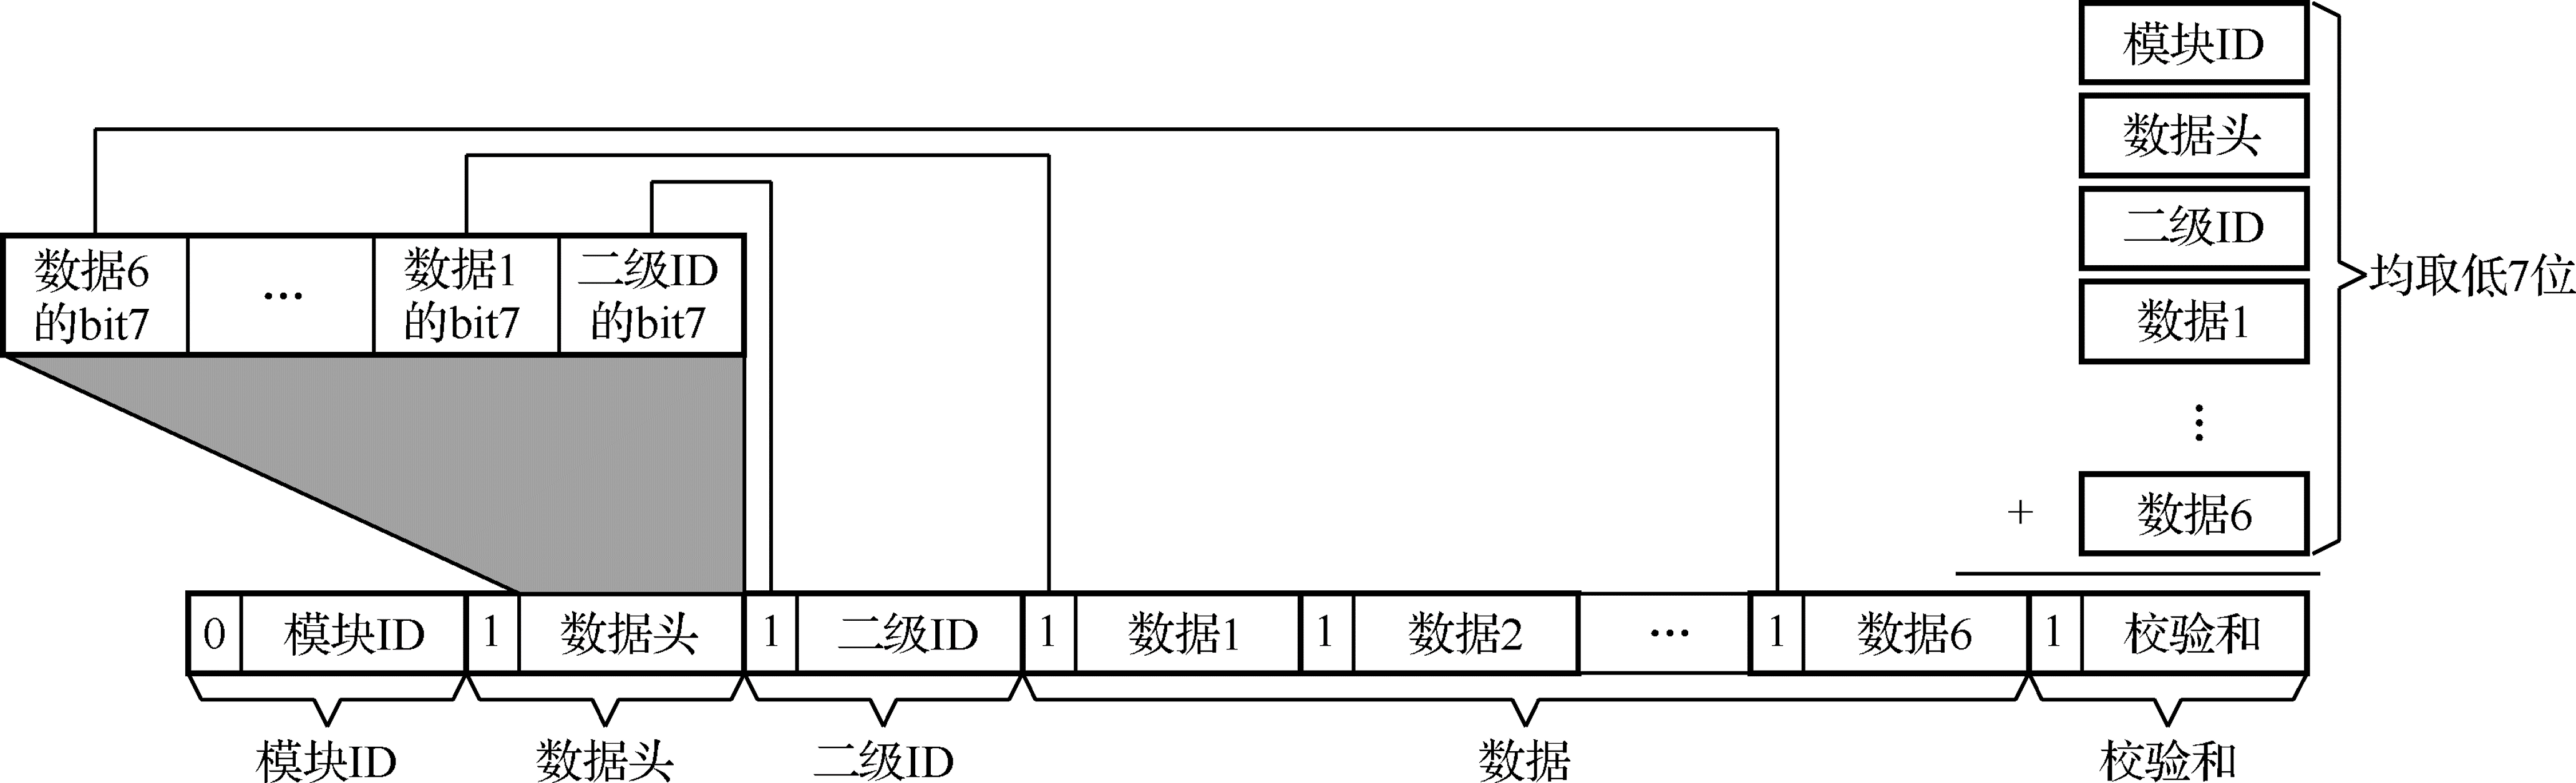 模块ID
数据头
二级ID
数据1
⋮
+ 数据6
均取低7位
数据6
的bit7
…
数据1
的bit7
二级ID
的bit7
0 模块ID 1 数据头 1 二级ID 1 数据1 1 数据2 … 1 数据6 1 校验和
模块ID 数据头 二级ID 数据 校验和